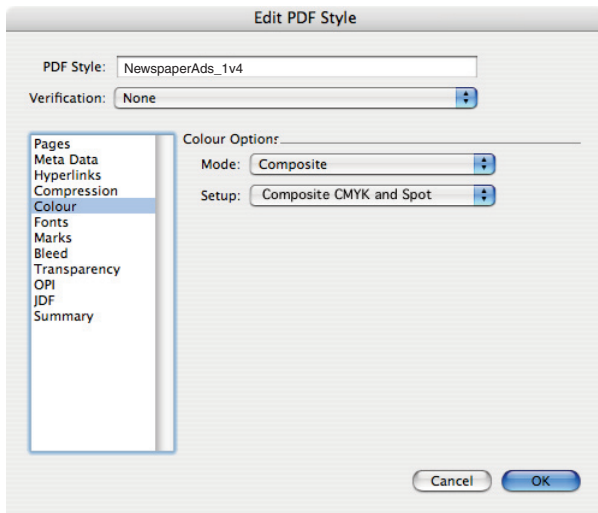 Edit PDF Style
PDF Style: NewspaperAds_1v4
Verification: None
Pages
Meta Data
Hyperlinks
Compression
Colour
Fonts
Marks
Bleed
Transparency
OPI
JDF
Summary
Colour Options
Mode: Composite
Setup: Composite CMYK and Spot
Cancel OK